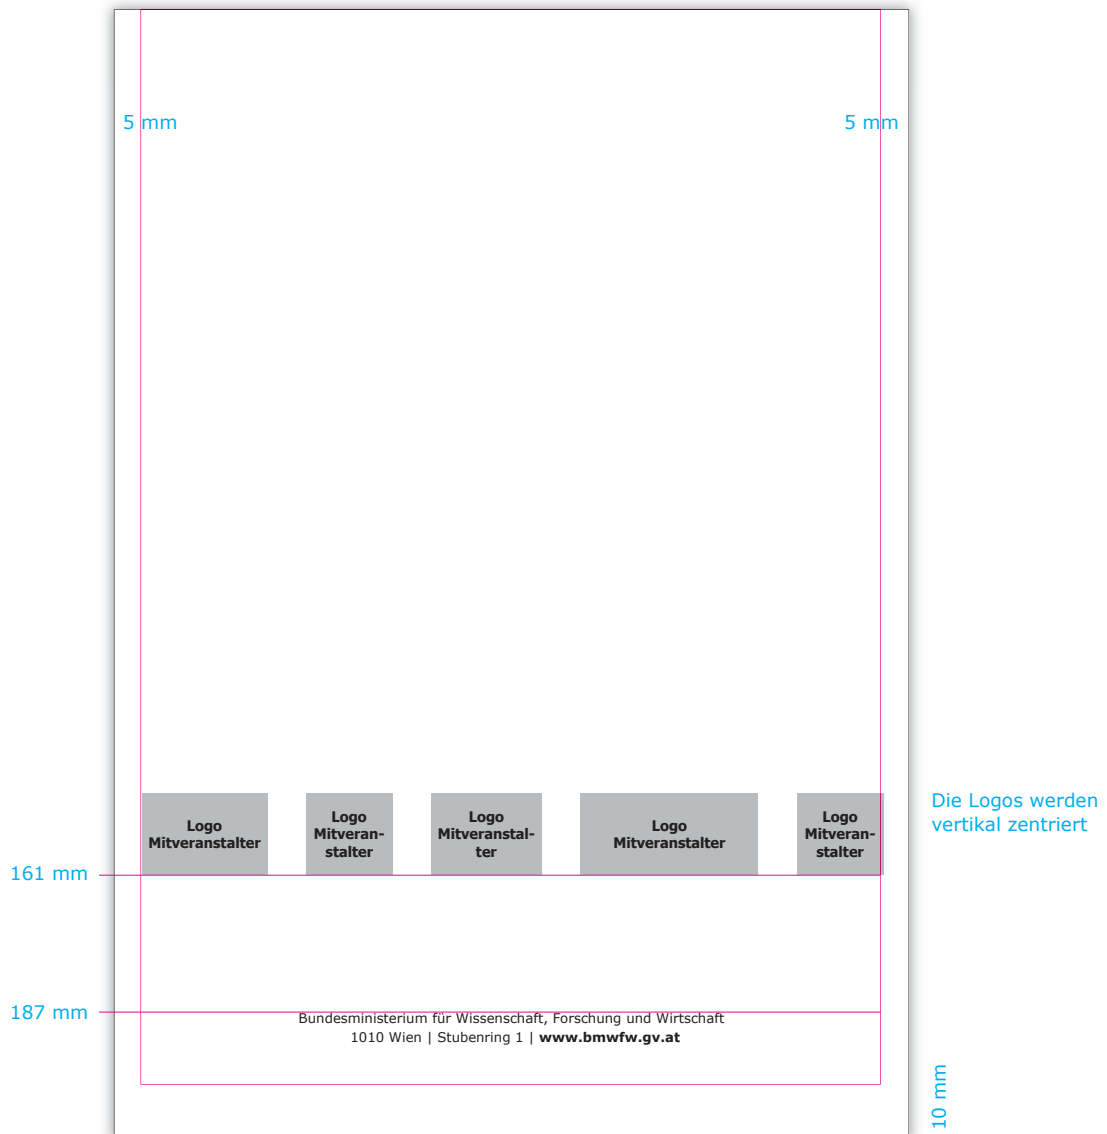 5 mm
5 mm
Logo
Mitveranstalter
Logo
Mitveran-
stalter
Logo
Mitveranstal-
ter
Logo
Mitveranstalter
Logo
Mitveran-
stalter
Die Logos werden
vertikal zentriert
161 mm
187 mm
Bundesministerium für Wissenschaft, Forschung und Wirtschaft
1010 Wien | Stubenring 1 | www.bmwfw.gv.at
10 mm